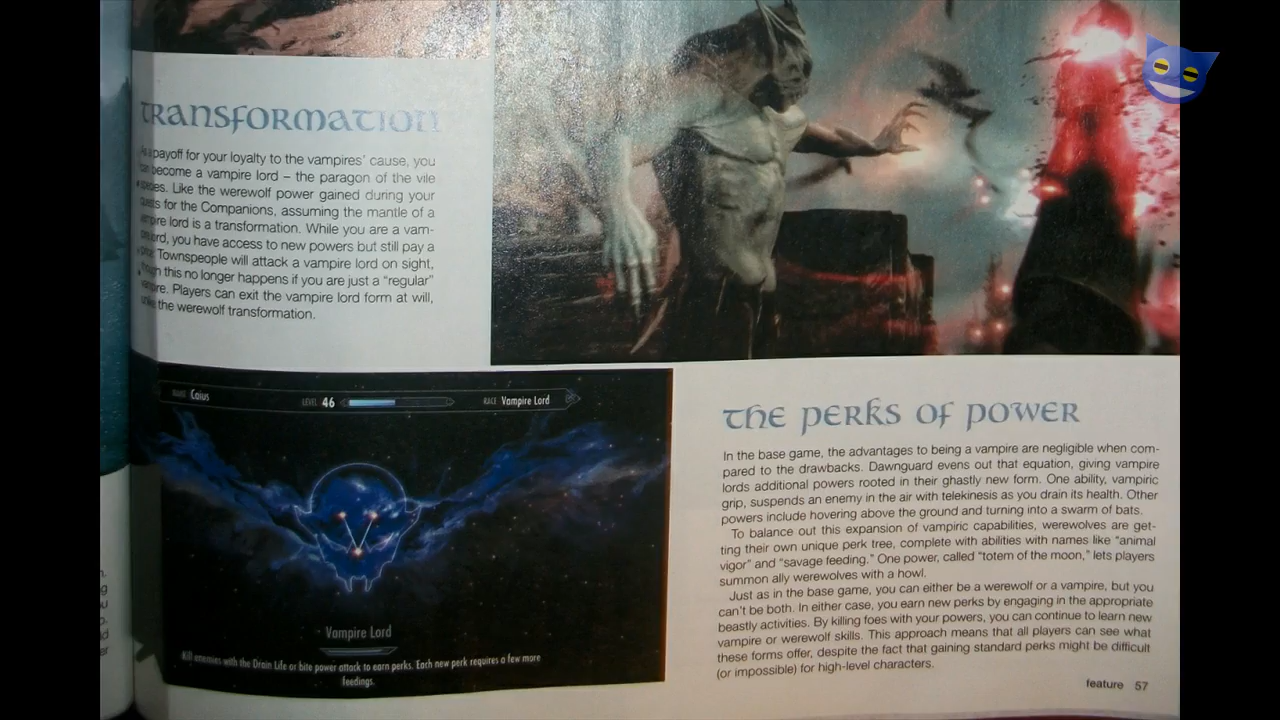 TRANSFORMATION
payoff for your loyalty to the vampires' cause, you
become a vampire lord – the paragon of the vile
Like the werewolf power gained during your
for the Companions, assuming the mantle of a
lord is a transformation. While you are a vam-
you have access to new powers but still pay a
Townspeople will attack a vampire lord on sight,
this no longer happens if you are just a "regular"
Players can exit the vampire lord form at will,
the werewolf transformation.
NAME Caius
LEVEL 46
RACE Vampire Lord
Vampire Lord
Kill enemies with the Drain Life or bite power attack to earn perks. Each new perk requires a few more
feedings.
THE PERKS OF POWER
In the base game, the advantages to being a vampire are negligible when com-
pared to the drawbacks. Dawnguard evens out that equation, giving vampire
lords additional powers rooted in their ghastly new form. One ability, vampiric
grip, suspends an enemy in the air with telekinesis as you drain its health. Other
powers include hovering above the ground and turning into a swarm of bats.
To balance out this expansion of vampiric capabilities, werewolves are get-
ting their own unique perk tree, complete with abilities with names like "animal
vigor" and "savage feeding." One power, called "totem of the moon," lets players
summon ally werewolves with a howl.
Just as in the base game, you can either be a werewolf or a vampire, but you
can't be both. In either case, you earn new perks by engaging in the appropriate
beastly activities. By killing foes with your powers, you can continue to learn new
vampire or werewolf skills. This approach means that all players can see what
these forms offer, despite the fact that gaining standard perks might be difficult
(or impossible) for high-level characters.
feature 57